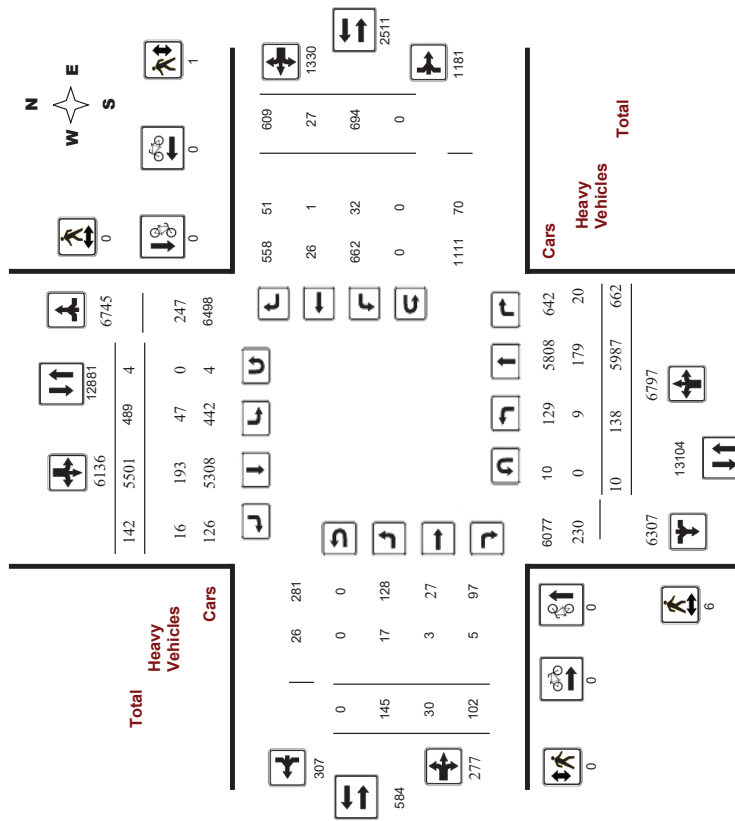 N
W E
S
0
1
0
0
6136
12881
6745
142 5501 489 4
16 193 47 0 247
126 5308 442 4 6498
Total
Heavy
Vehicles
Cars
558 51 609
26 1 27
662 32 694
0 0 0
1111 70
1330
2511
1181
281 26
0 0 0
128 17 145
27 3 30
97 5 102
307
584
277
Cars
Heavy
Vehicles
Total
6077 10 129 5808 642
230 0 9 179 20
10 138 5987 662
6307
13104
6797
0
0
0
6